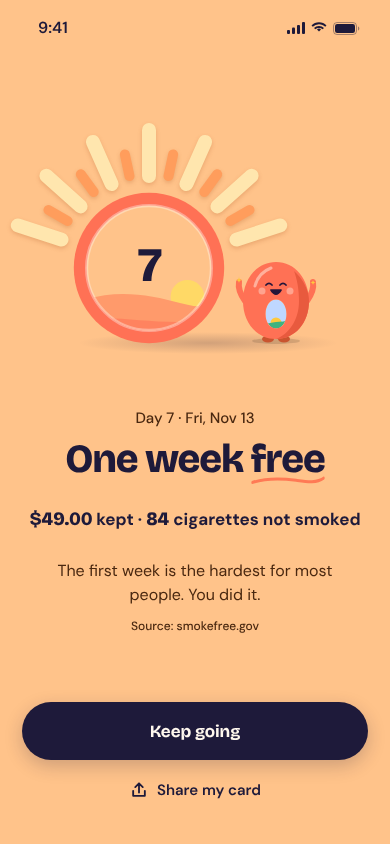 9:41
7
Day 7 · Fri, Nov 13
One week free
$49.00 kept · 84 cigarettes not smoked
The first week is the hardest for most
people. You did it.
Source: smokefree.gov
Keep going
Share my card